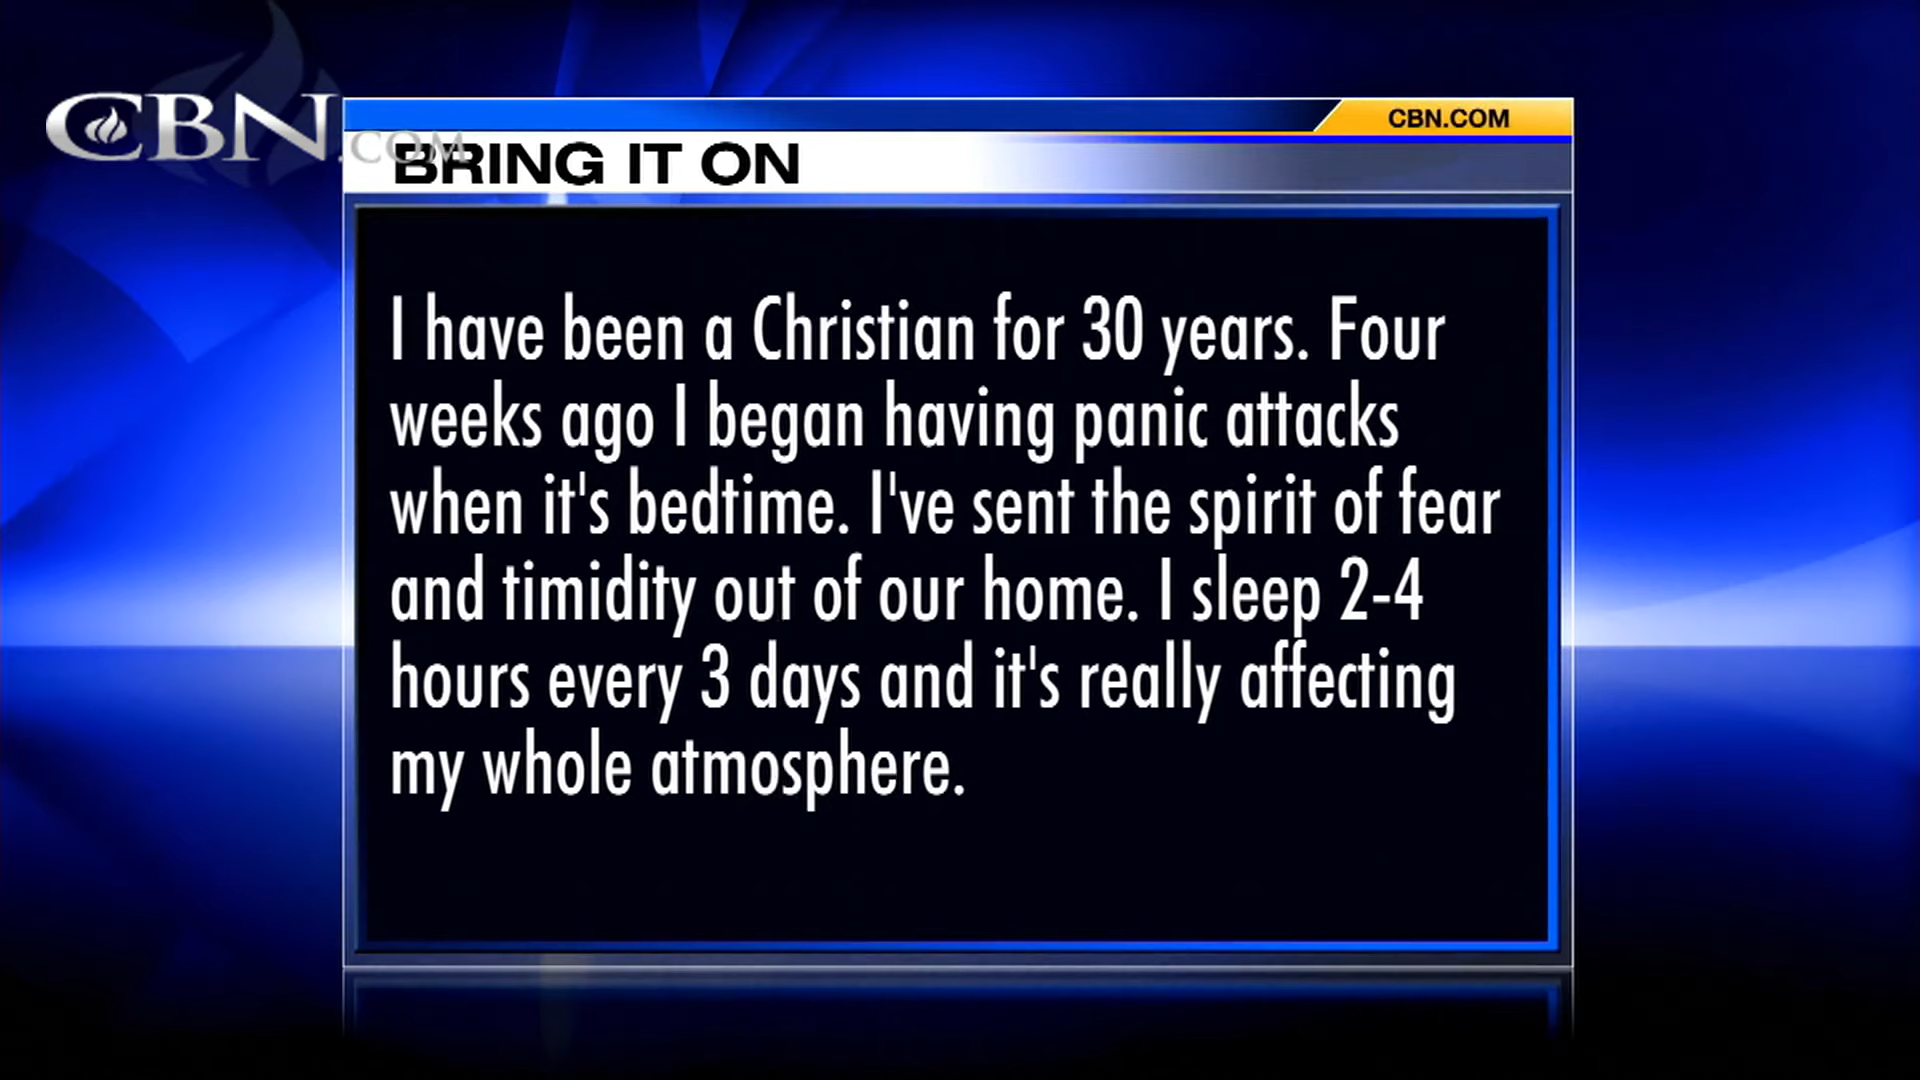 CBN.COM
CBN.COM
BRING IT ON
I have been a Christian for 30 years. Four
weeks ago I began having panic attacks
when it's bedtime. I've sent the spirit of fear
and timidity out of our home. I sleep 2-4
hours every 3 days and it's really affecting
my whole atmosphere.